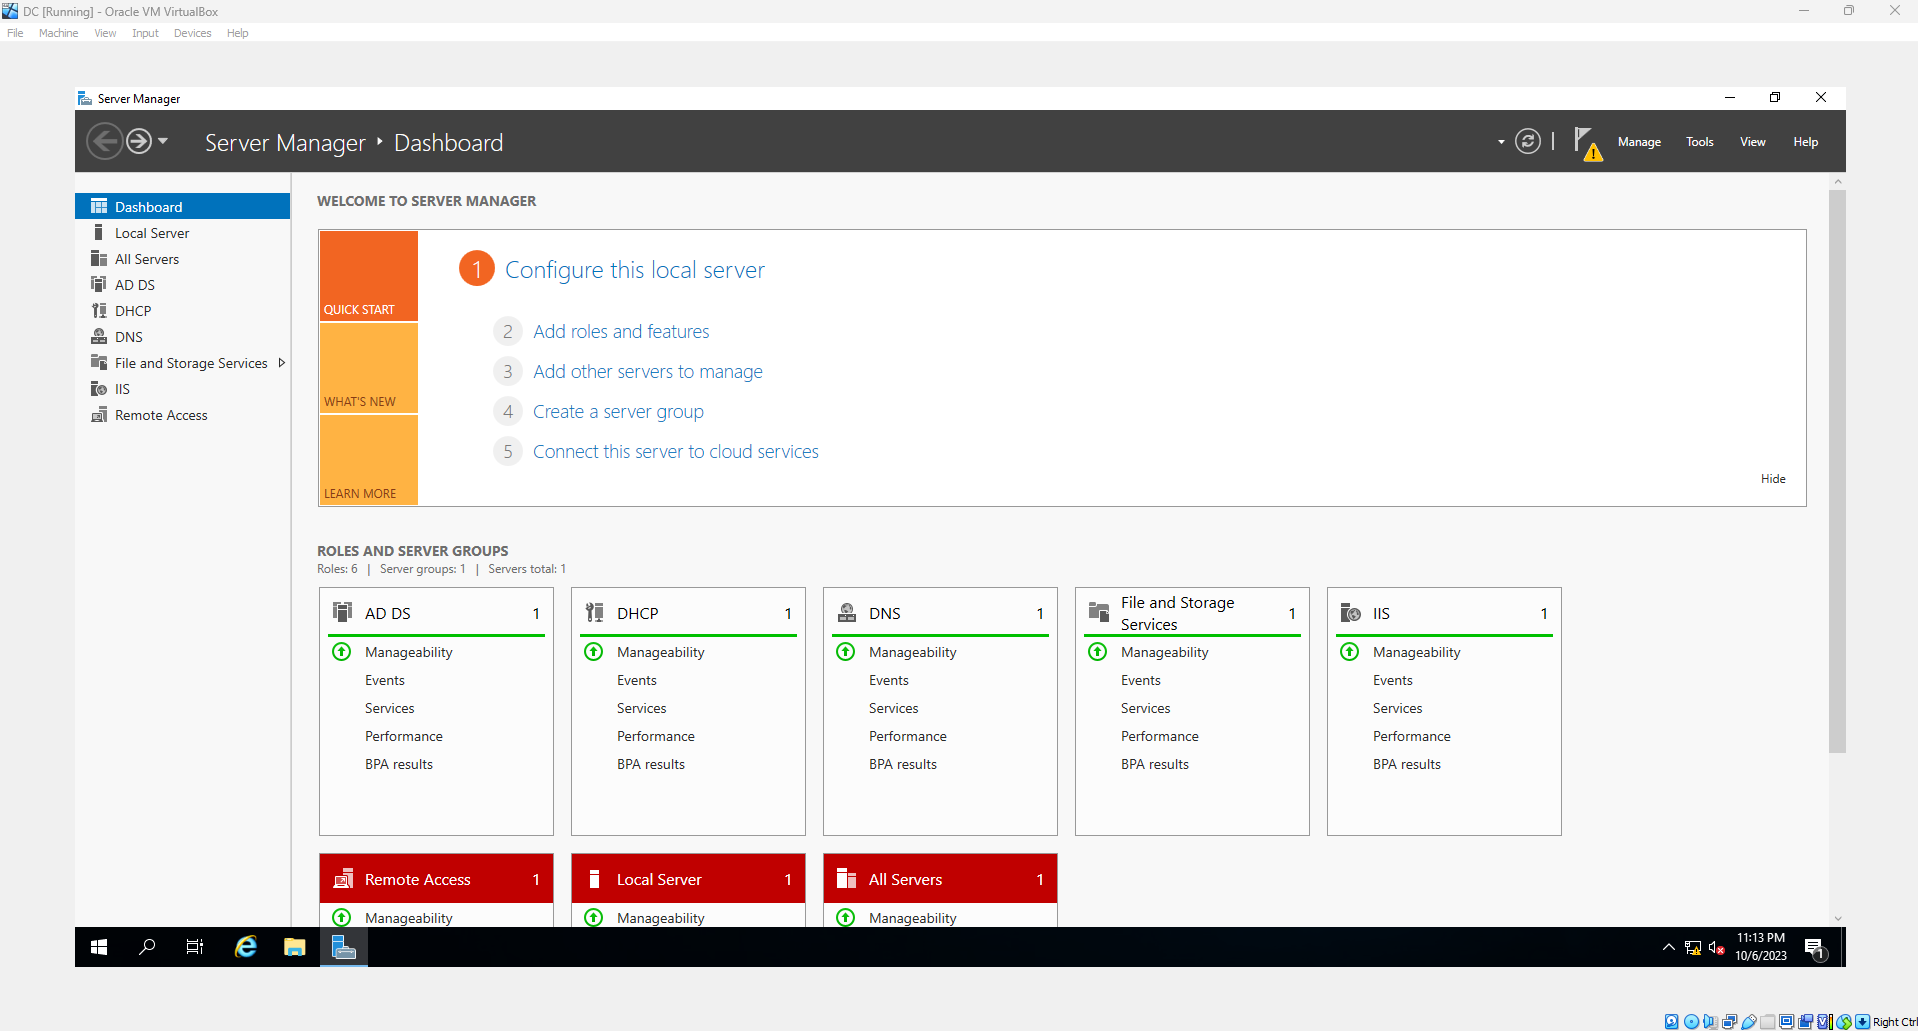 DC [Running] - Oracle VM VirtualBox
File Machine View Input Devices Help
Server Manager
Server Manager ‣ Dashboard
Manage Tools View Help
Dashboard
Local Server
All Servers
AD DS
DHCP
DNS
File and Storage Services
IIS
Remote Access
WELCOME TO SERVER MANAGER
QUICK START
WHAT'S NEW
LEARN MORE
1 Configure this local server
2 Add roles and features
3 Add other servers to manage
4 Create a server group
5 Connect this server to cloud services
Hide
ROLES AND SERVER GROUPS
Roles: 6 | Server groups: 1 | Servers total: 1
AD DS 1
Manageability
Events
Services
Performance
BPA results
DHCP 1
Manageability
Events
Services
Performance
BPA results
DNS 1
Manageability
Events
Services
Performance
BPA results
File and Storage
Services 1
Manageability
Events
Services
Performance
BPA results
IIS 1
Manageability
Events
Services
Performance
BPA results
Remote Access 1
Manageability
Local Server 1
Manageability
All Servers 1
Manageability
11:13 PM
10/6/2023
1
Right Ctrl